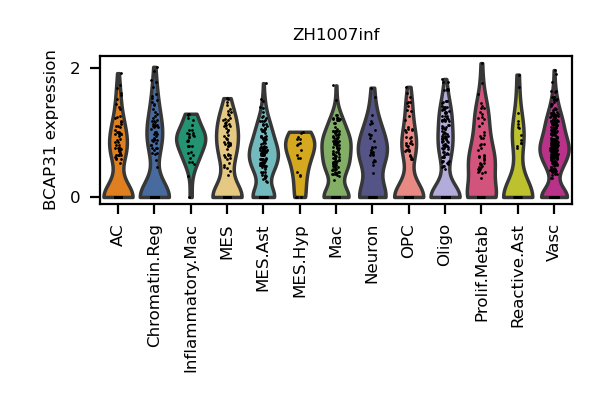 ZH1007inf
BCAP31 expression
2
0
AC
Chromatin.Reg
Inflammatory.Mac
MES
MES.Ast
MES.Hyp
Mac
Neuron
OPC
Oligo
Prolif.Metab
Reactive.Ast
Vasc